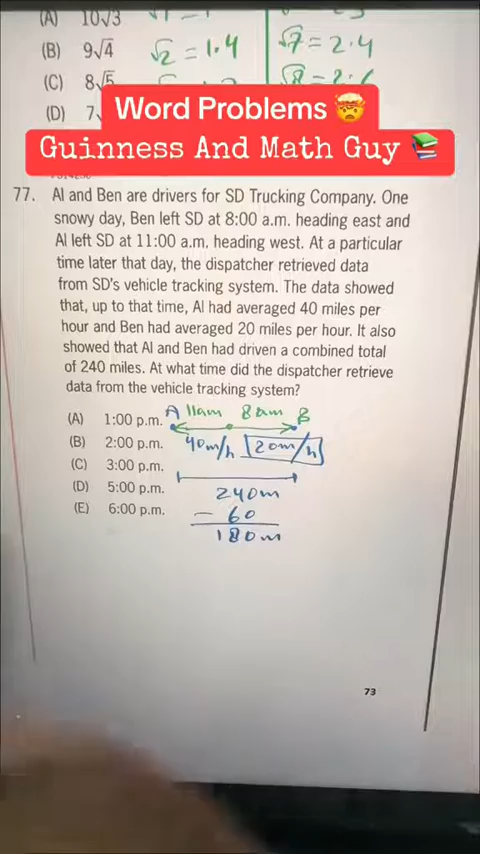 (A) 10√3
(B) 9√4 √2 = 1.4 √7 = 2.4
(C) 8√5
(D) 7
Word Problems 🤯
Guinness And Math Guy 📚
77. Al and Ben are drivers for SD Trucking Company. One
snowy day, Ben left SD at 8:00 a.m. heading east and
Al left SD at 11:00 a.m. heading west. At a particular
time later that day, the dispatcher retrieved data
from SD's vehicle tracking system. The data showed
that, up to that time, Al had averaged 40 miles per
hour and Ben had averaged 20 miles per hour. It also
showed that Al and Ben had driven a combined total
of 240 miles. At what time did the dispatcher retrieve
data from the vehicle tracking system?
(A) 1:00 p.m. A 11am 8am B
(B) 2:00 p.m. 40m/h 20m/h
(C) 3:00 p.m.
(D) 5:00 p.m. 240m
(E) 6:00 p.m. - 60
180m
73